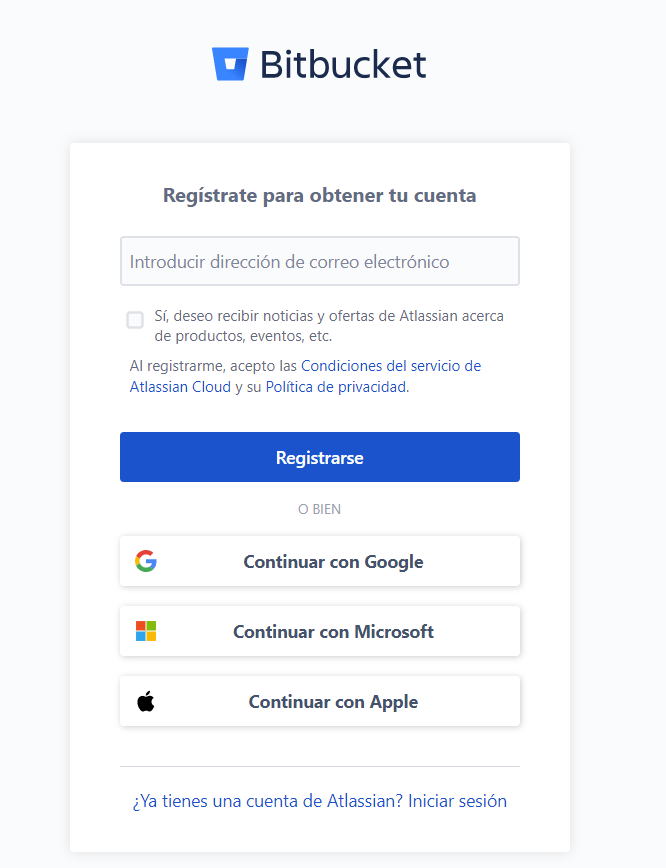 Bitbucket
Regístrate para obtener tu cuenta
Introducir dirección de correo electrónico
Sí, deseo recibir noticias y ofertas de Atlassian acerca
de productos, eventos, etc.
Al registrarme, acepto las Condiciones del servicio de
Atlassian Cloud y su Política de privacidad.
Registrarse
O BIEN
Continuar con Google
Continuar con Microsoft
Continuar con Apple
¿Ya tienes una cuenta de Atlassian? Iniciar sesión